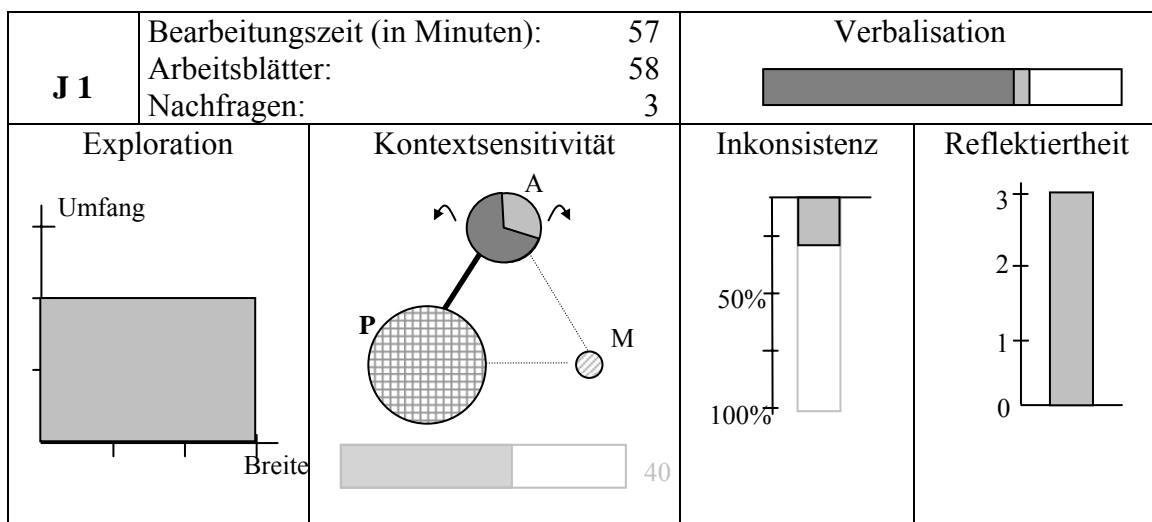 J 1
Bearbeitungszeit (in Minuten): 57
Arbeitsblätter: 58
Nachfragen: 3
Verbalisation
Exploration
Umfang
Breite
Kontextsensitivität
A
P
M
40
Inkonsistenz
50%
100%
Reflektiertheit
3
2
1
0